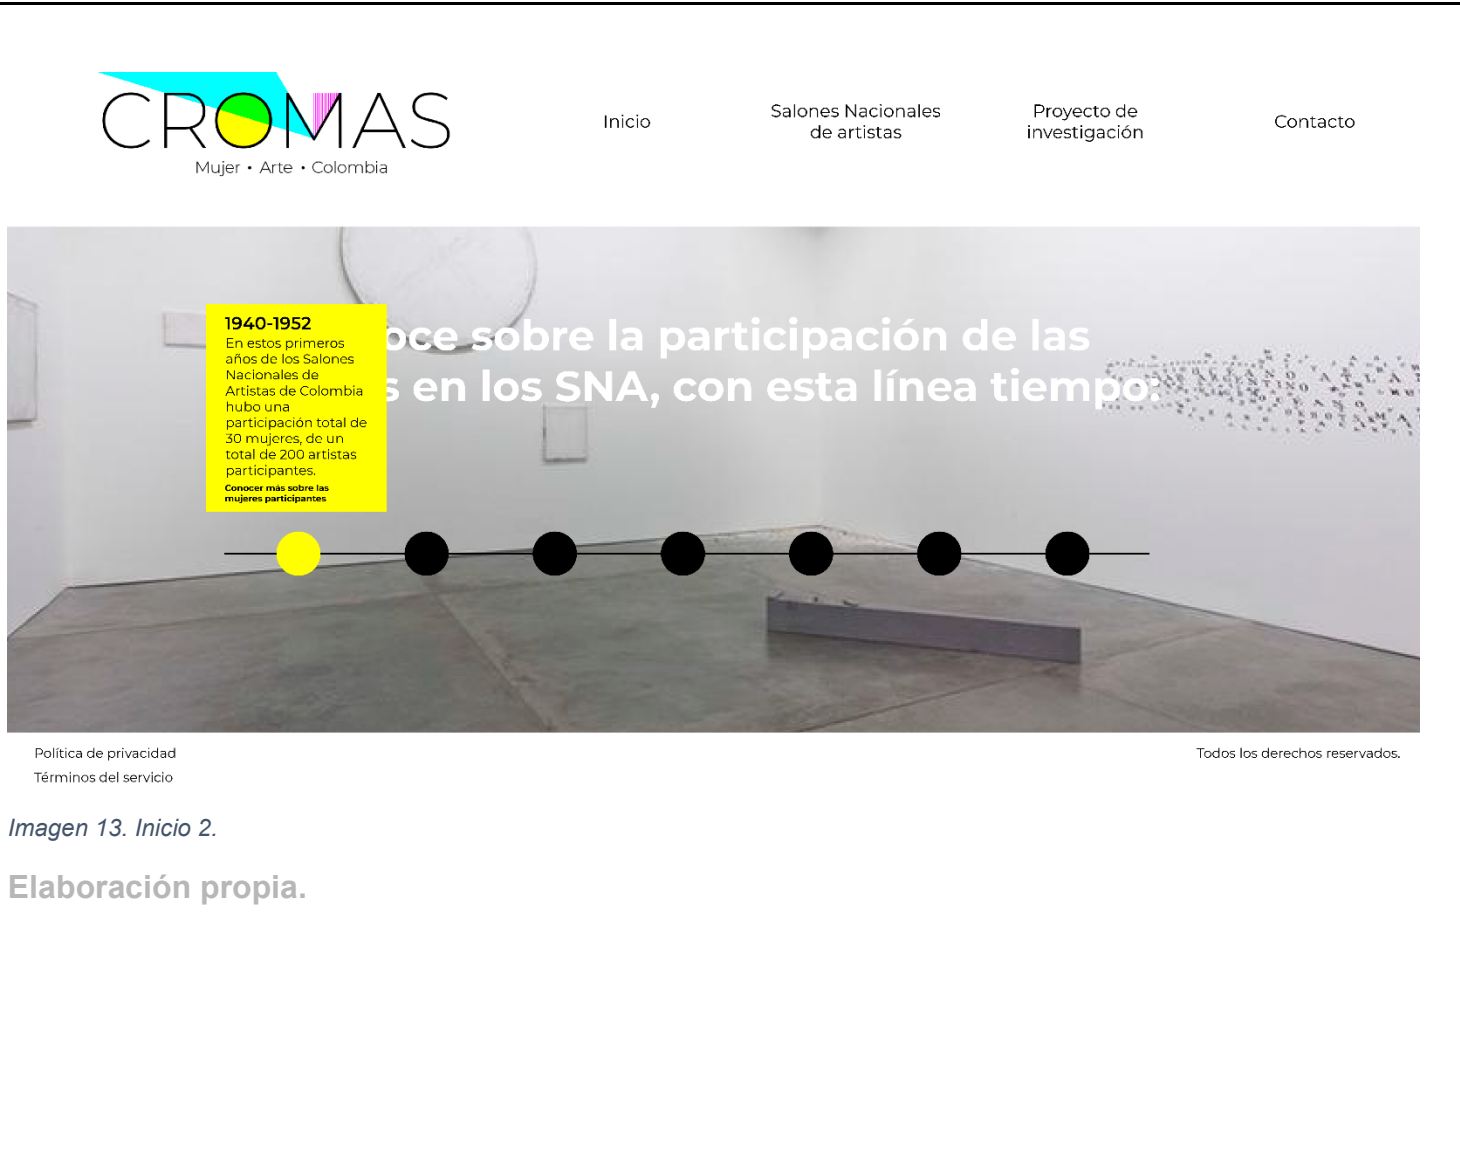 CROMAS
Mujer • Arte • Colombia
Inicio
Salones Nacionales
de artistas
Proyecto de
investigación
Contacto
sobre la participación de las
en los SNA, con esta línea tiempo:
1940-1952
En estos primeros
años de los Salones
Nacionales de
Artistas de Colombia
hubo una
participación total de
30 mujeres, de un
total de 200 artistas
participantes.
Conocer más sobre las
mujeres participantes
Política de privacidad
Términos del servicio
Todos los derechos reservados.
Imagen 13. Inicio 2.
Elaboración propia.